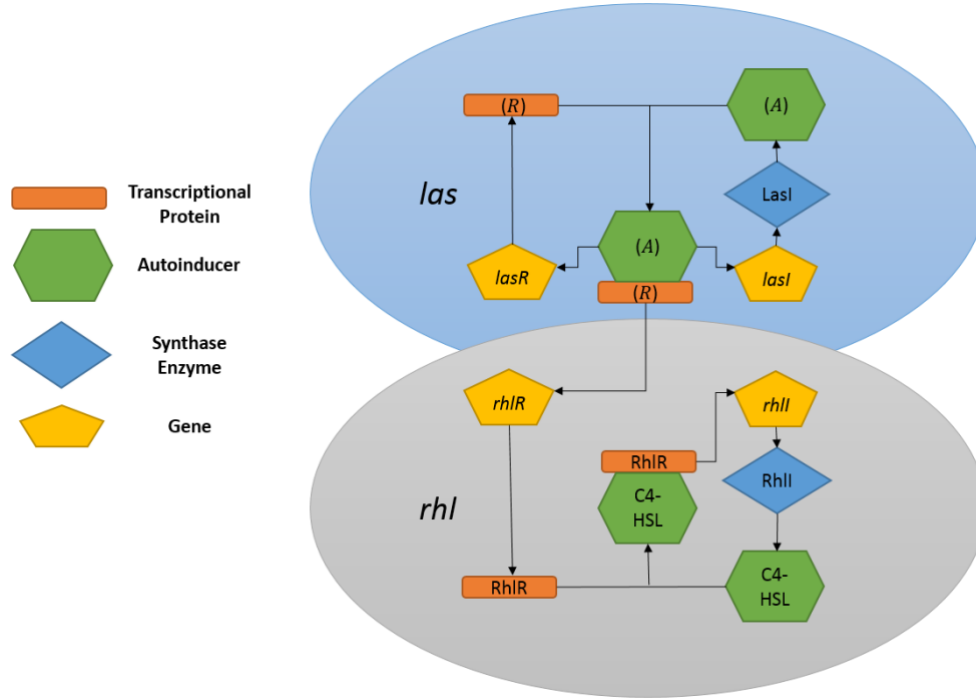 Transcriptional
Protein
Autoinducer
Synthase
Enzyme
Gene
las
(R)
(A)
LasI
(A)
lasR
lasI
(R)
rhl
rhlR
rhlI
RhlR
RhlI
C4-
HSL
RhlR
C4-
HSL